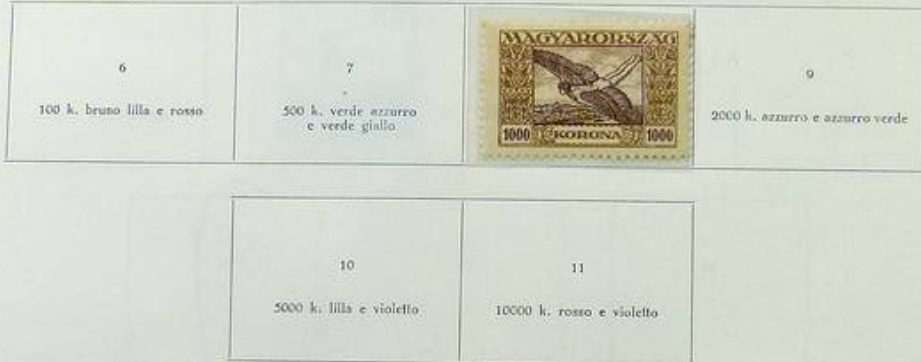 6
100 k. bruno lilla e rosso
7
500 k. verde azzurro
e verde giallo
MAGYARORSZÁG
1000 KORONA 1000
9
2000 k. azzurro e azzurro verde
10
5000 k. lilla e violetto
11
10000 k. rosso e violetto